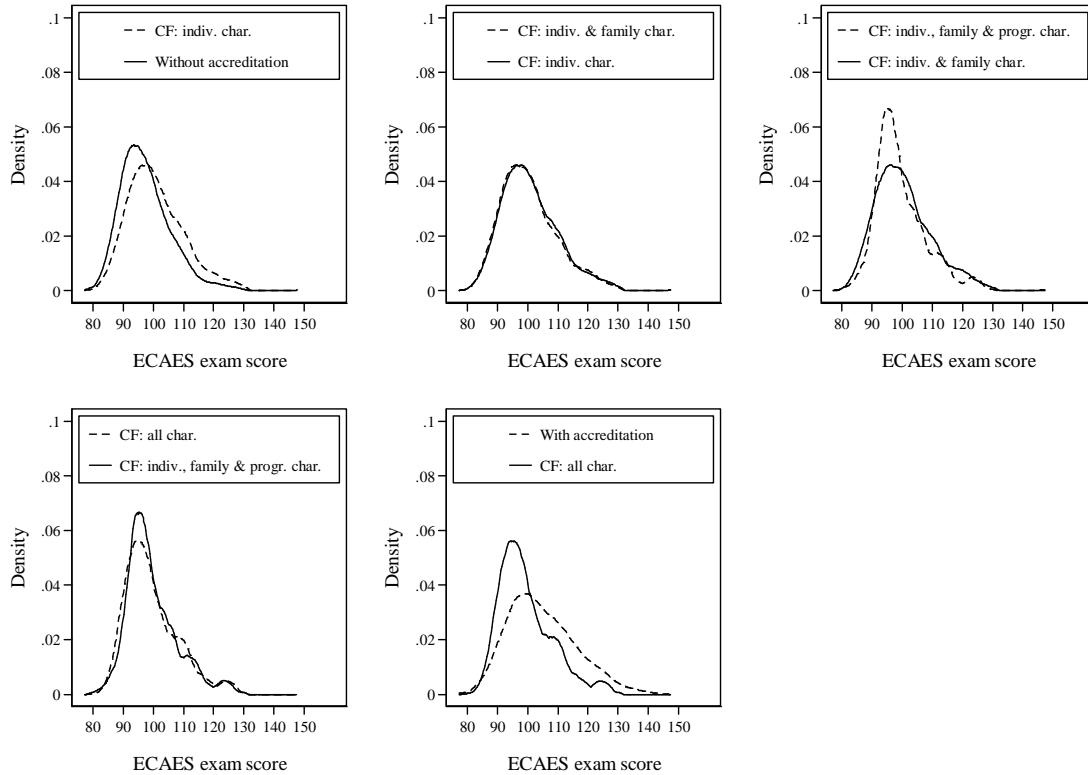 CF: indiv. char.
Without accreditation
.1
.08
.06
.04
.02
0
Density
80 90 100 110 120 130 140 150
ECAES exam score
CF: indiv. & family char.
CF: indiv. char.
.1
.08
.06
.04
.02
0
Density
80 90 100 110 120 130 140 150
ECAES exam score
CF: indiv., family & progr. char.
CF: indiv. & family char.
.1
.08
.06
.04
.02
0
Density
80 90 100 110 120 130 140 150
ECAES exam score
CF: all char.
CF: indiv., family & progr. char.
.1
.08
.06
.04
.02
0
Density
80 90 100 110 120 130 140 150
ECAES exam score
With accreditation
CF: all char.
.1
.08
.06
.04
.02
0
Density
80 90 100 110 120 130 140 150
ECAES exam score